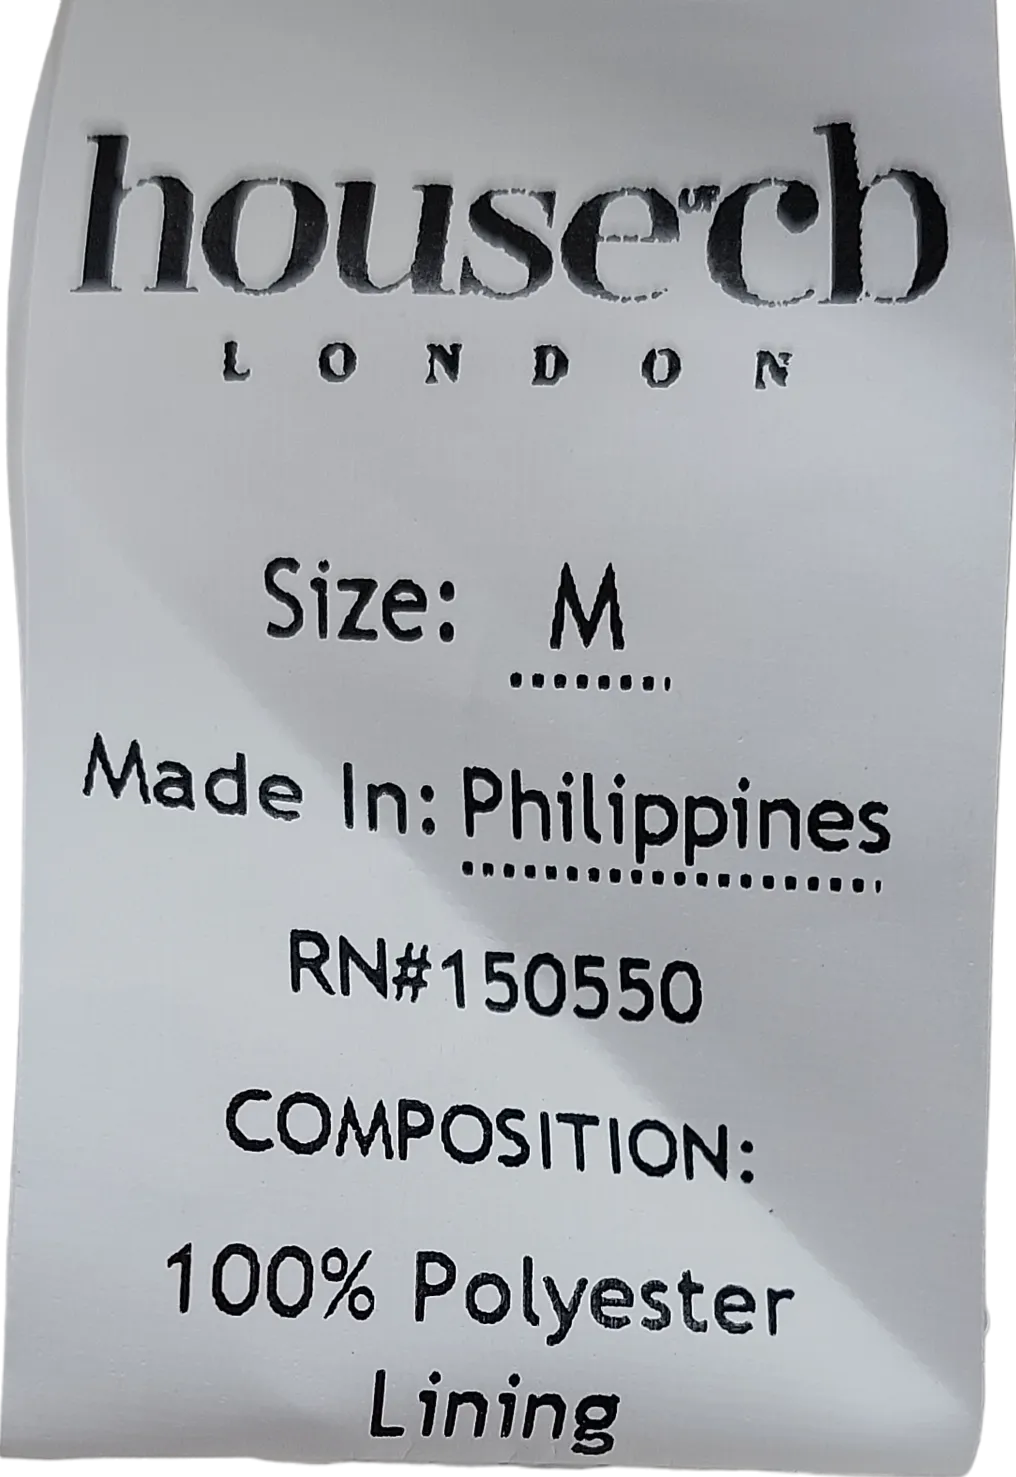 house of cb
LONDON
Size: M
Made In: Philippines
RN#150550
COMPOSITION:
100% Polyester
Lining